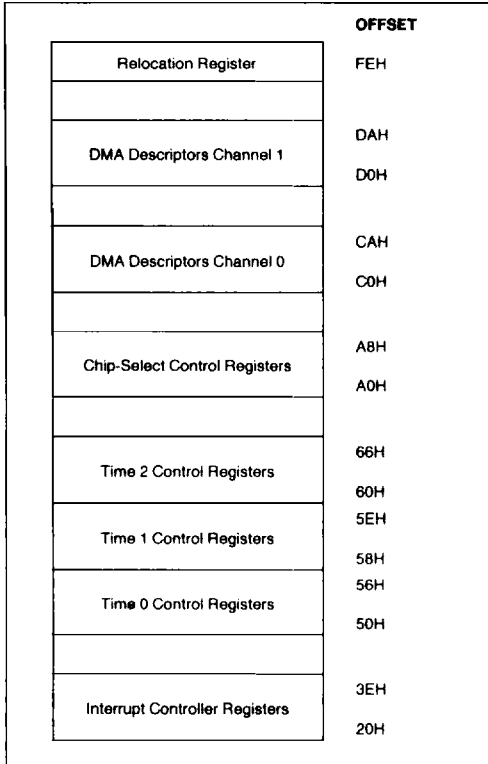 OFFSET
Relocation Register FEH
DAH
DMA Descriptors Channel 1
D0H
CAH
DMA Descriptors Channel 0
C0H
A8H
Chip-Select Control Registers
A0H
66H
Time 2 Control Registers
60H
5EH
Time 1 Control Registers
58H
56H
Time 0 Control Registers
50H
3EH
Interrupt Controller Registers
20H